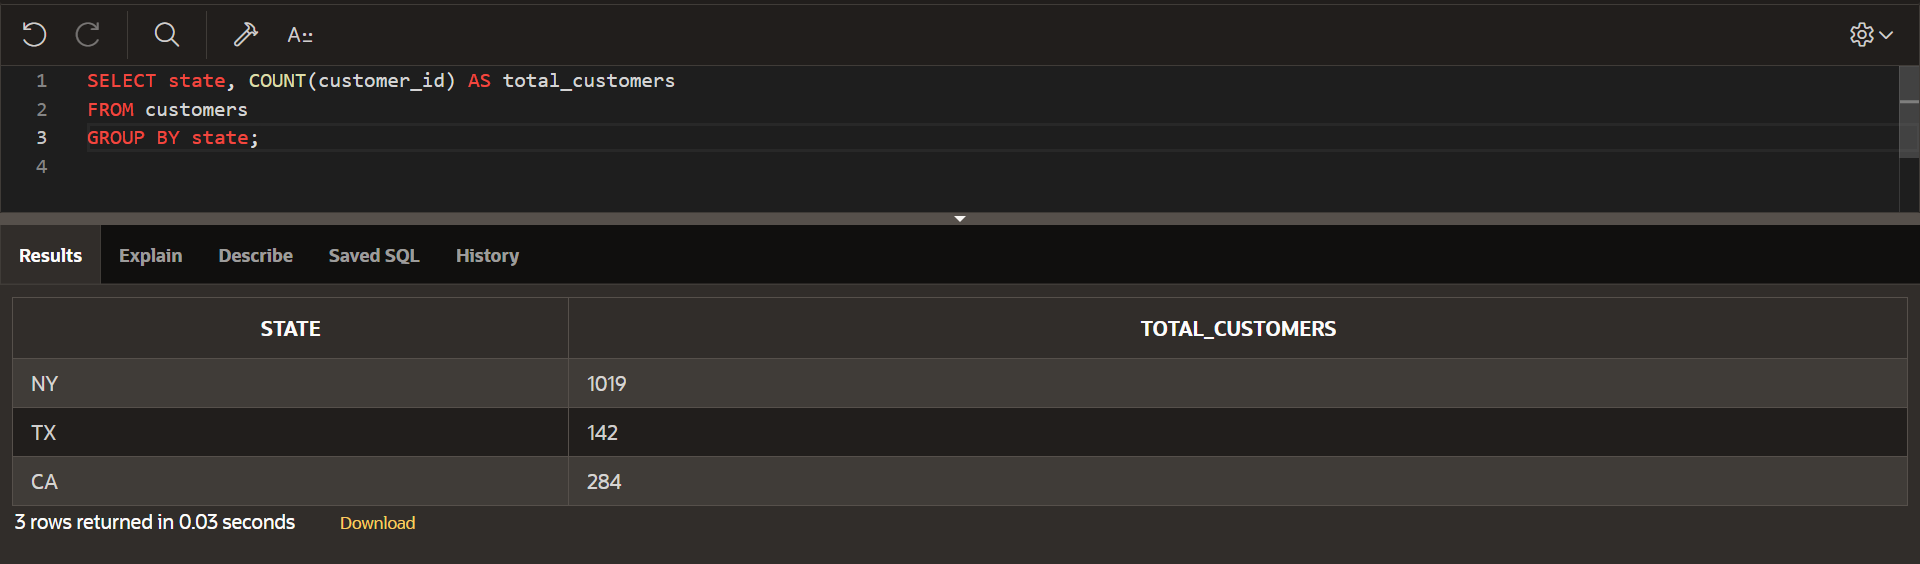 A::
1 SELECT state, COUNT(customer_id) AS total_customers
2 FROM customers
3 GROUP BY state;
4
Results Explain Describe Saved SQL History
STATE TOTAL_CUSTOMERS
NY 1019
TX 142
CA 284
3 rows returned in 0.03 seconds Download